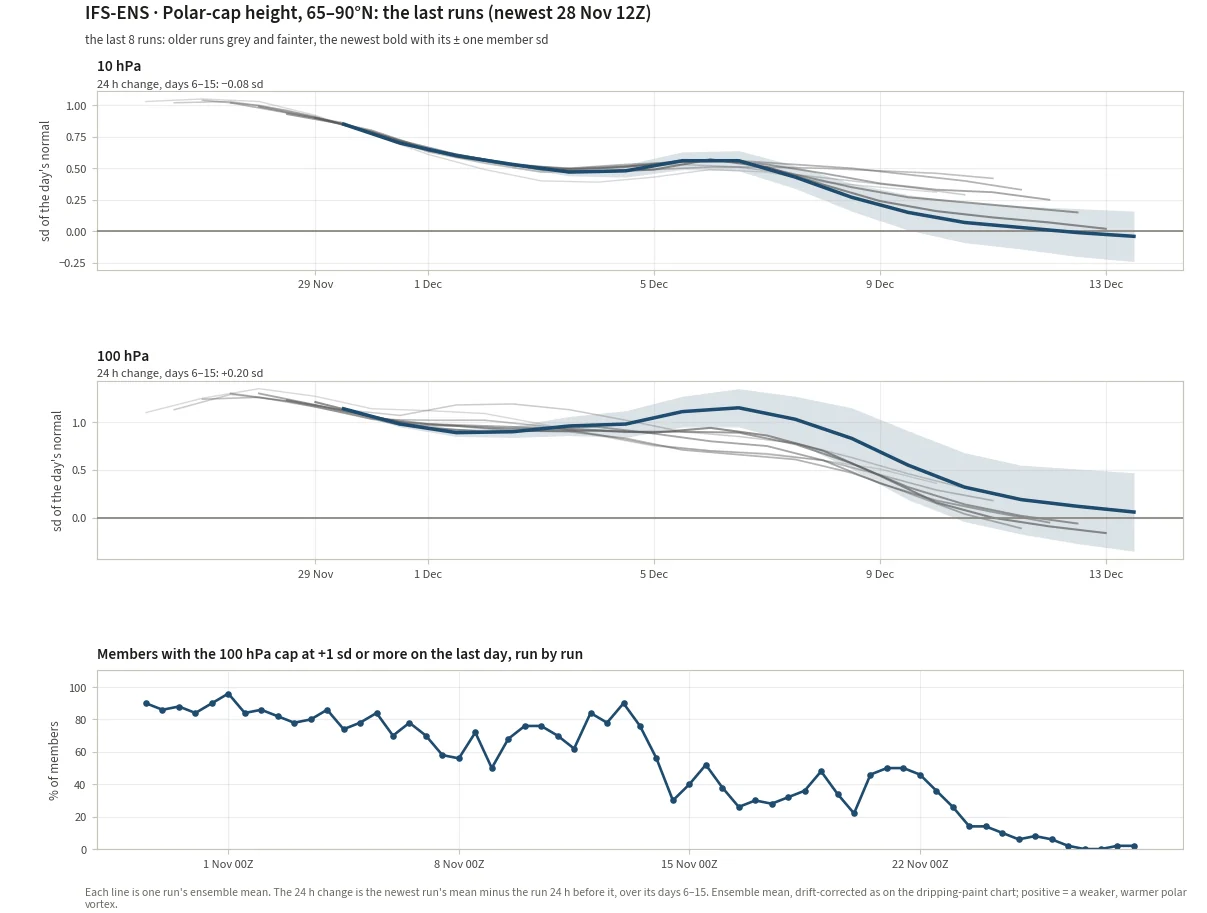 IFS-ENS · Polar-cap height, 65–90°N: the last runs (newest 28 Nov 12Z)
the last 8 runs: older runs grey and fainter, the newest bold with its ± one member sd
10 hPa
24 h change, days 6–15: −0.08 sd
sd of the day's normal
1.00
0.75
0.50
0.25
0.00
−0.25
29 Nov
1 Dec
5 Dec
9 Dec
13 Dec
100 hPa
24 h change, days 6–15: +0.20 sd
sd of the day's normal
1.0
0.5
0.0
29 Nov
1 Dec
5 Dec
9 Dec
13 Dec
Members with the 100 hPa cap at +1 sd or more on the last day, run by run
% of members
100
80
60
40
20
0
1 Nov 00Z
8 Nov 00Z
15 Nov 00Z
22 Nov 00Z
Each line is one run's ensemble mean. The 24 h change is the newest run's mean minus the run 24 h before it, over its days 6–15. Ensemble mean, drift-corrected as on the dripping-paint chart; positive = a weaker, warmer polar
vortex.